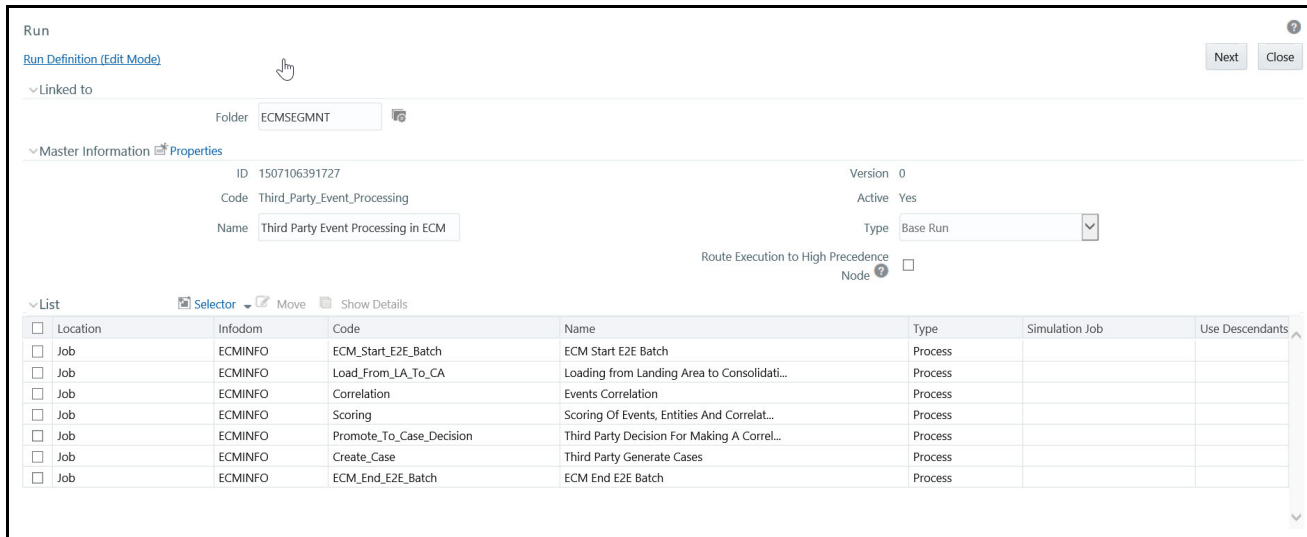 Run
Run Definition (Edit Mode)
Next Close
Linked to
Folder ECMSEGMNT
Master Information Properties
ID 1507106391727 Version 0
Code Third_Party_Event_Processing Active Yes
Name Third Party Event Processing in ECM Type Base Run
Route Execution to High Precedence
Node
List Selector Move Show Details
Location Infodom Code Name Type Simulation Job Use Descendants
Job ECMINFO ECM_Start_E2E_Batch ECM Start E2E Batch Process
Job ECMINFO Load_From_LA_To_CA Loading from Landing Area to Consolidati... Process
Job ECMINFO Correlation Events Correlation Process
Job ECMINFO Scoring Scoring Of Events, Entities And Correlat... Process
Job ECMINFO Promote_To_Case_Decision Third Party Decision For Making A Correl... Process
Job ECMINFO Create_Case Third Party Generate Cases Process
Job ECMINFO ECM_End_E2E_Batch ECM End E2E Batch Process